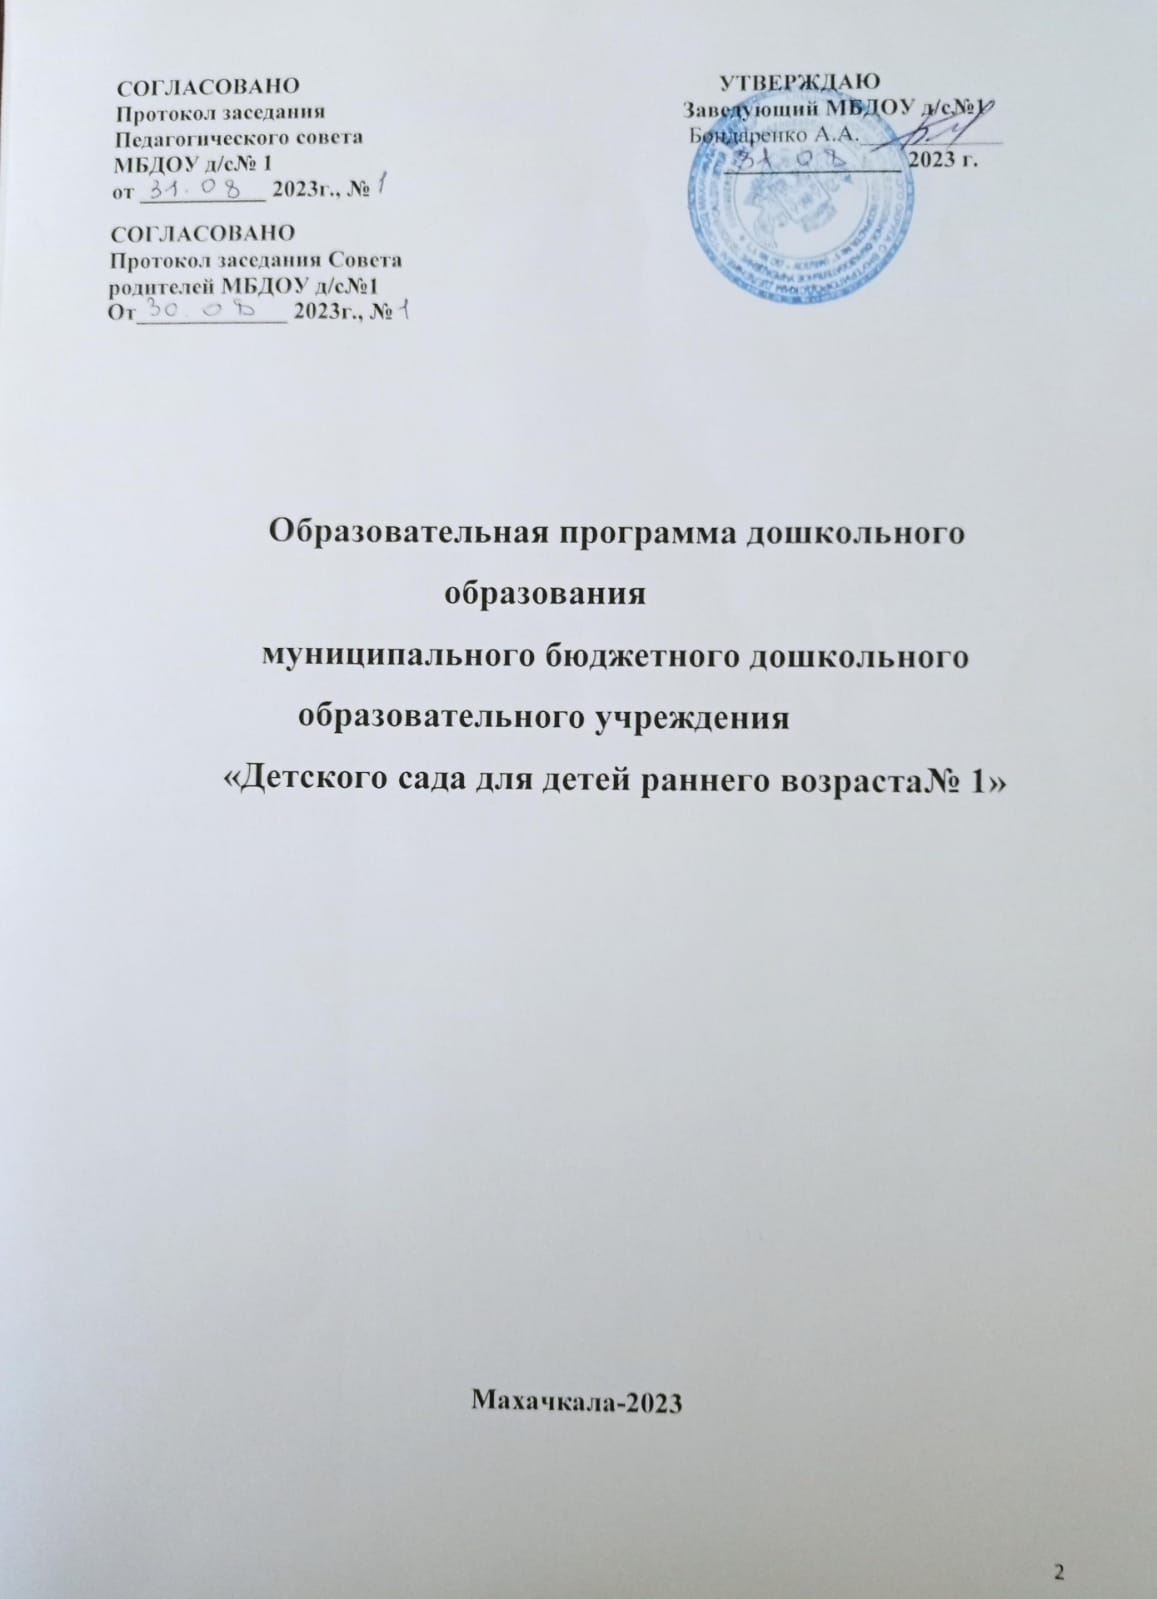 СОГЛАСОВАНО
Протокол заседания
Педагогического совета
МБДОУ д/с№ 1
от 31.08 2023г., № 1
СОГЛАСОВАНО
Протокол заседания Совета
родителей МБДОУ д/с№1
От 30.08 2023г., № 1
УТВЕРЖДАЮ
Заведующий МБДОУ д/с№1
Бондаренко А.А.
31 08 2023 г.
Образовательная программа дошкольного
образования
муниципального бюджетного дошкольного
образовательного учреждения
«Детского сада для детей раннего возраста№ 1»
Махачкала-2023
2